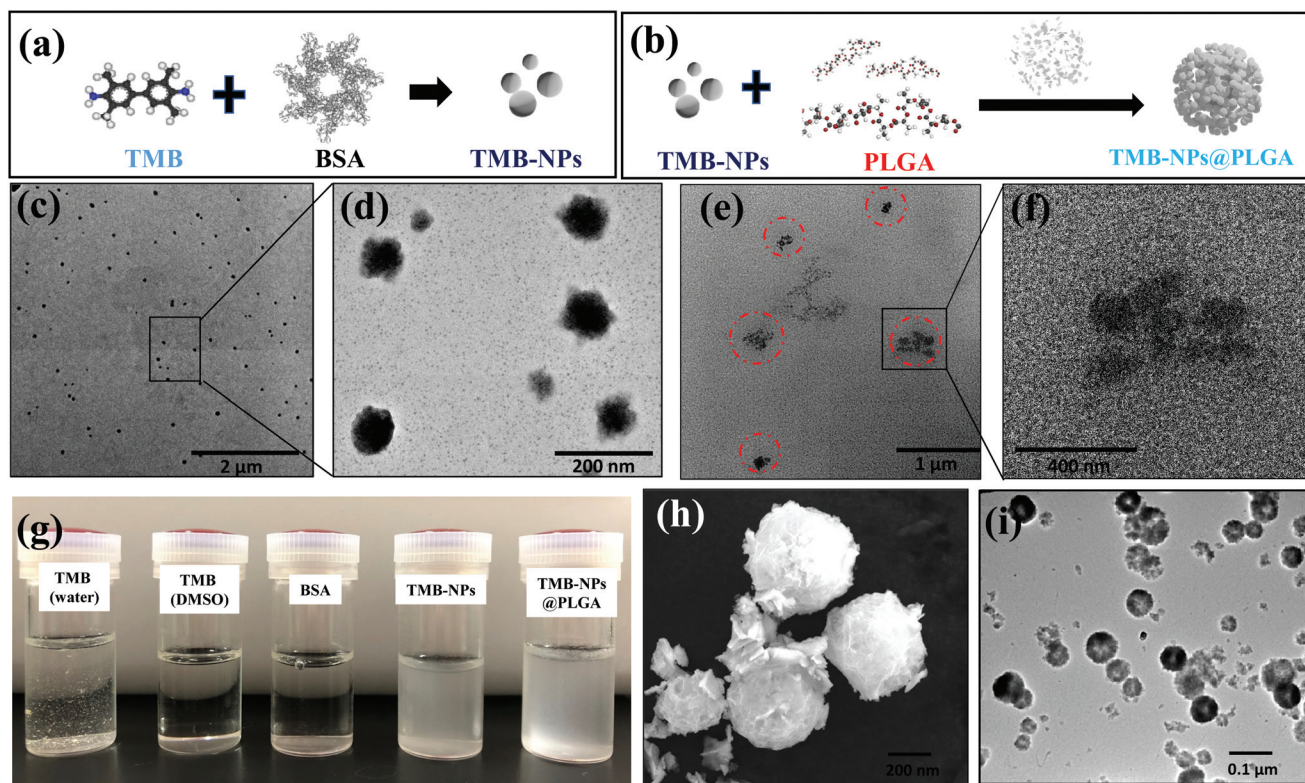 (a)
TMB
BSA
TMB-NPs
(b)
TMB-NPs
PLGA
TMB-NPs@PLGA
(c)
2 μm
(d)
200 nm
(e)
1 μm
(f)
400 nm
(g)
TMB
(water)
TMB
(DMSO)
BSA
TMB-NPs
TMB-NPs
@PLGA
(h)
200 nm
(i)
0.1 μm